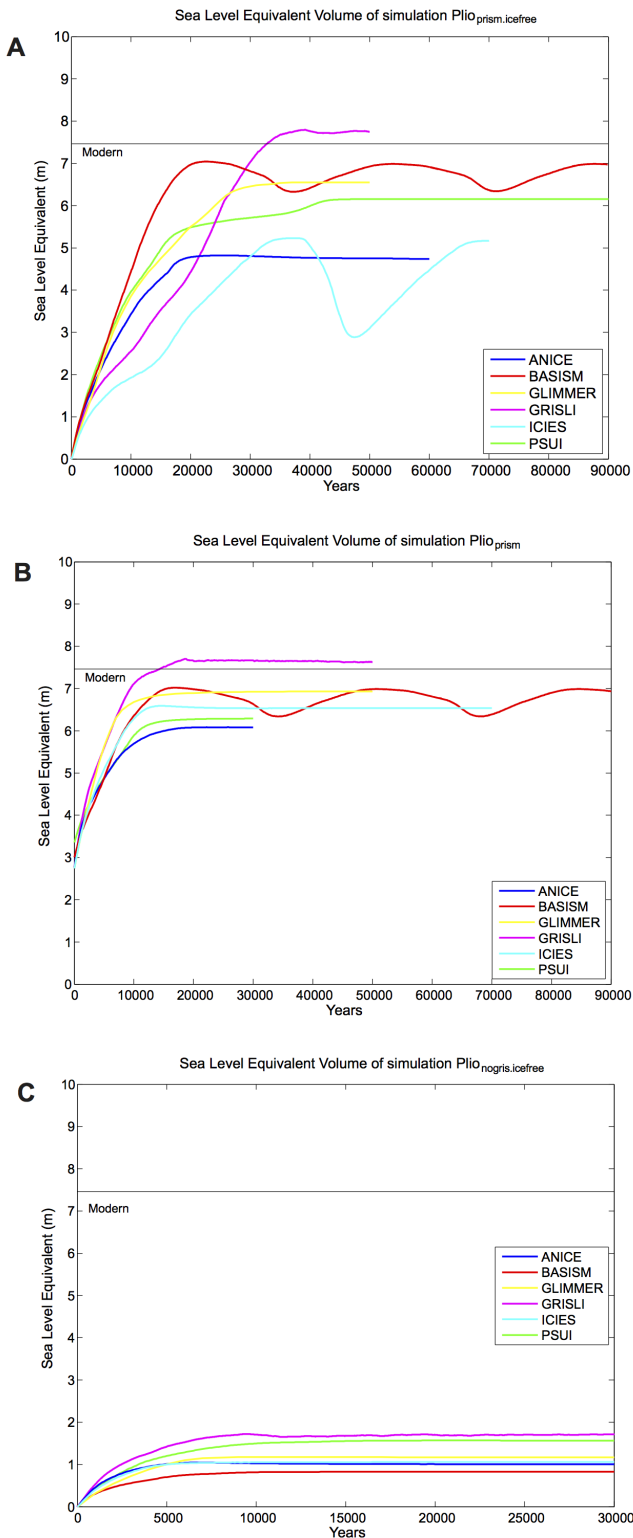 Sea Level Equivalent Volume of simulation Plio prism.icefree
A
10
9
8
7
6
5
4
3
2
1
0
Sea Level Equivalent (m)
Modern
ANICE
BASISM
GLIMMER
GRISLI
ICIES
PSUI
0 10000 20000 30000 40000 50000 60000 70000 80000 90000
Years
Sea Level Equivalent Volume of simulation Plio prism
B
10
9
8
7
6
5
4
3
2
1
0
Sea Level Equivalent (m)
Modern
ANICE
BASISM
GLIMMER
GRISLI
ICIES
PSUI
0 10000 20000 30000 40000 50000 60000 70000 80000 90000
Years
Sea Level Equivalent Volume of simulation Plio nogris.icefree
C
10
9
8
7
6
5
4
3
2
1
0
Sea Level Equivalent (m)
Modern
ANICE
BASISM
GLIMMER
GRISLI
ICIES
PSUI
0 5000 10000 15000 20000 25000 30000
Years